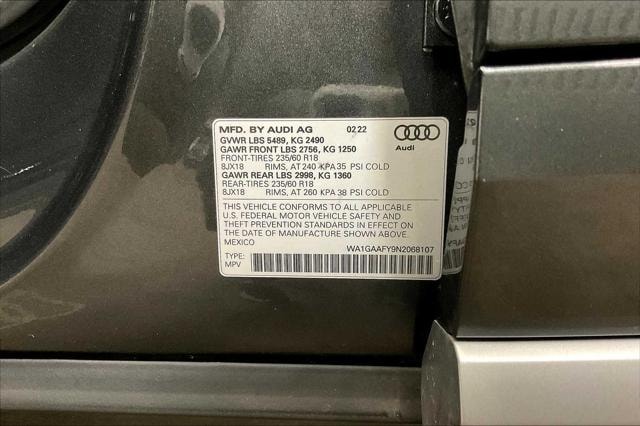 MFD. BY AUDI AG 02 22
GVWR LBS 5489, KG 2490
GAWR FRONT LBS 2756, KG 1250
FRONT-TIRES 235/60 R18
8JX18 RIMS, AT 240 KPA 35 PSI COLD
GAWR REAR LBS 2998, KG 1360
REAR-TIRES 235/60 R18
8JX18 RIMS, AT 260 KPA 38 PSI COLD
Audi
THIS VEHICLE CONFORMS TO ALL APPLICABLE
U.S. FEDERAL MOTOR VEHICLE SAFETY AND
THEFT PREVENTION STANDARDS IN EFFECT ON
THE DATE OF MANUFACTURE SHOWN ABOVE.
MEXICO WA1GAAFY9N2068107
TYPE:
MPV